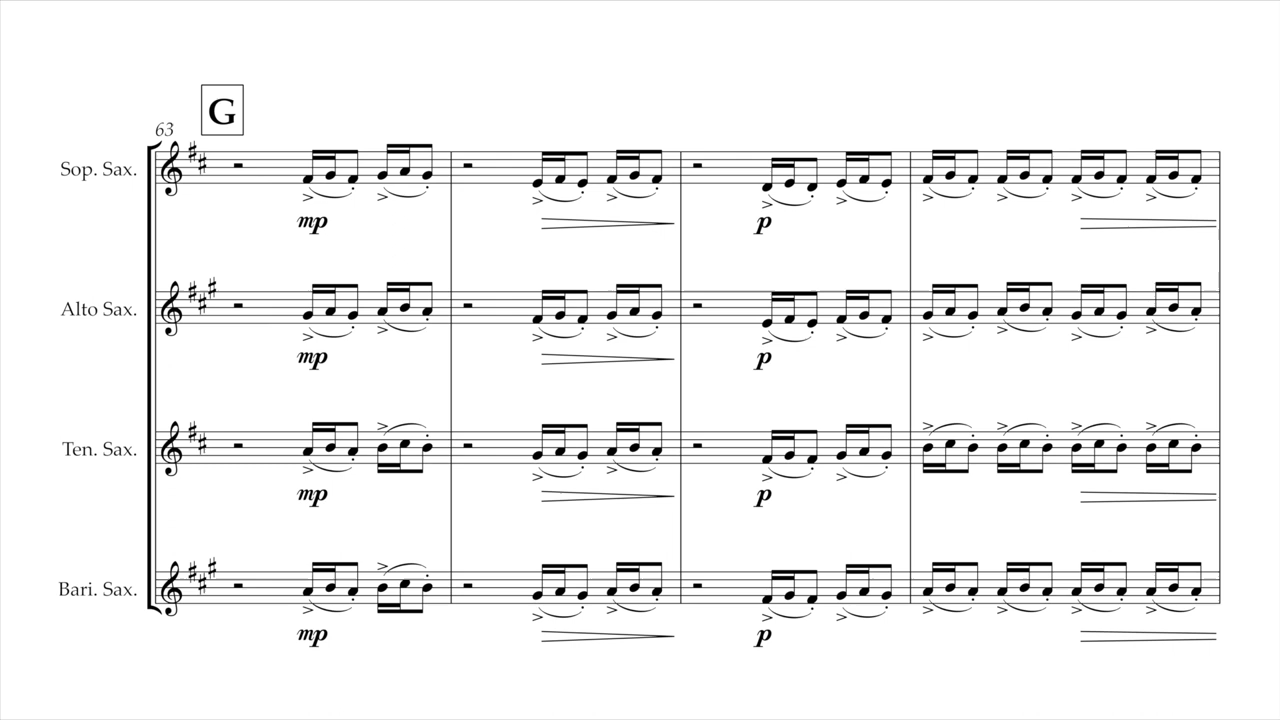 G
63
Sop. Sax.
mp
p
Alto Sax.
mp
p
Ten. Sax.
mp
p
Bari. Sax.
mp
p